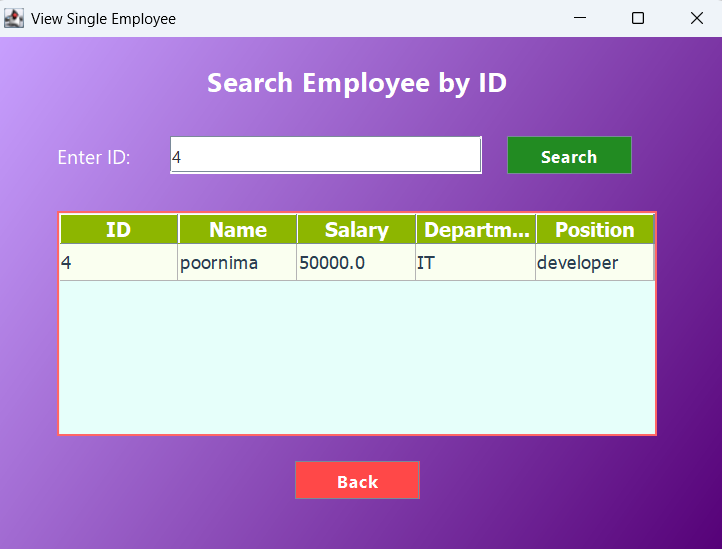 View Single Employee
Search Employee by ID
Enter ID: 4 Search
ID Name Salary Departm... Position
4 poornima 50000.0 IT developer
Back